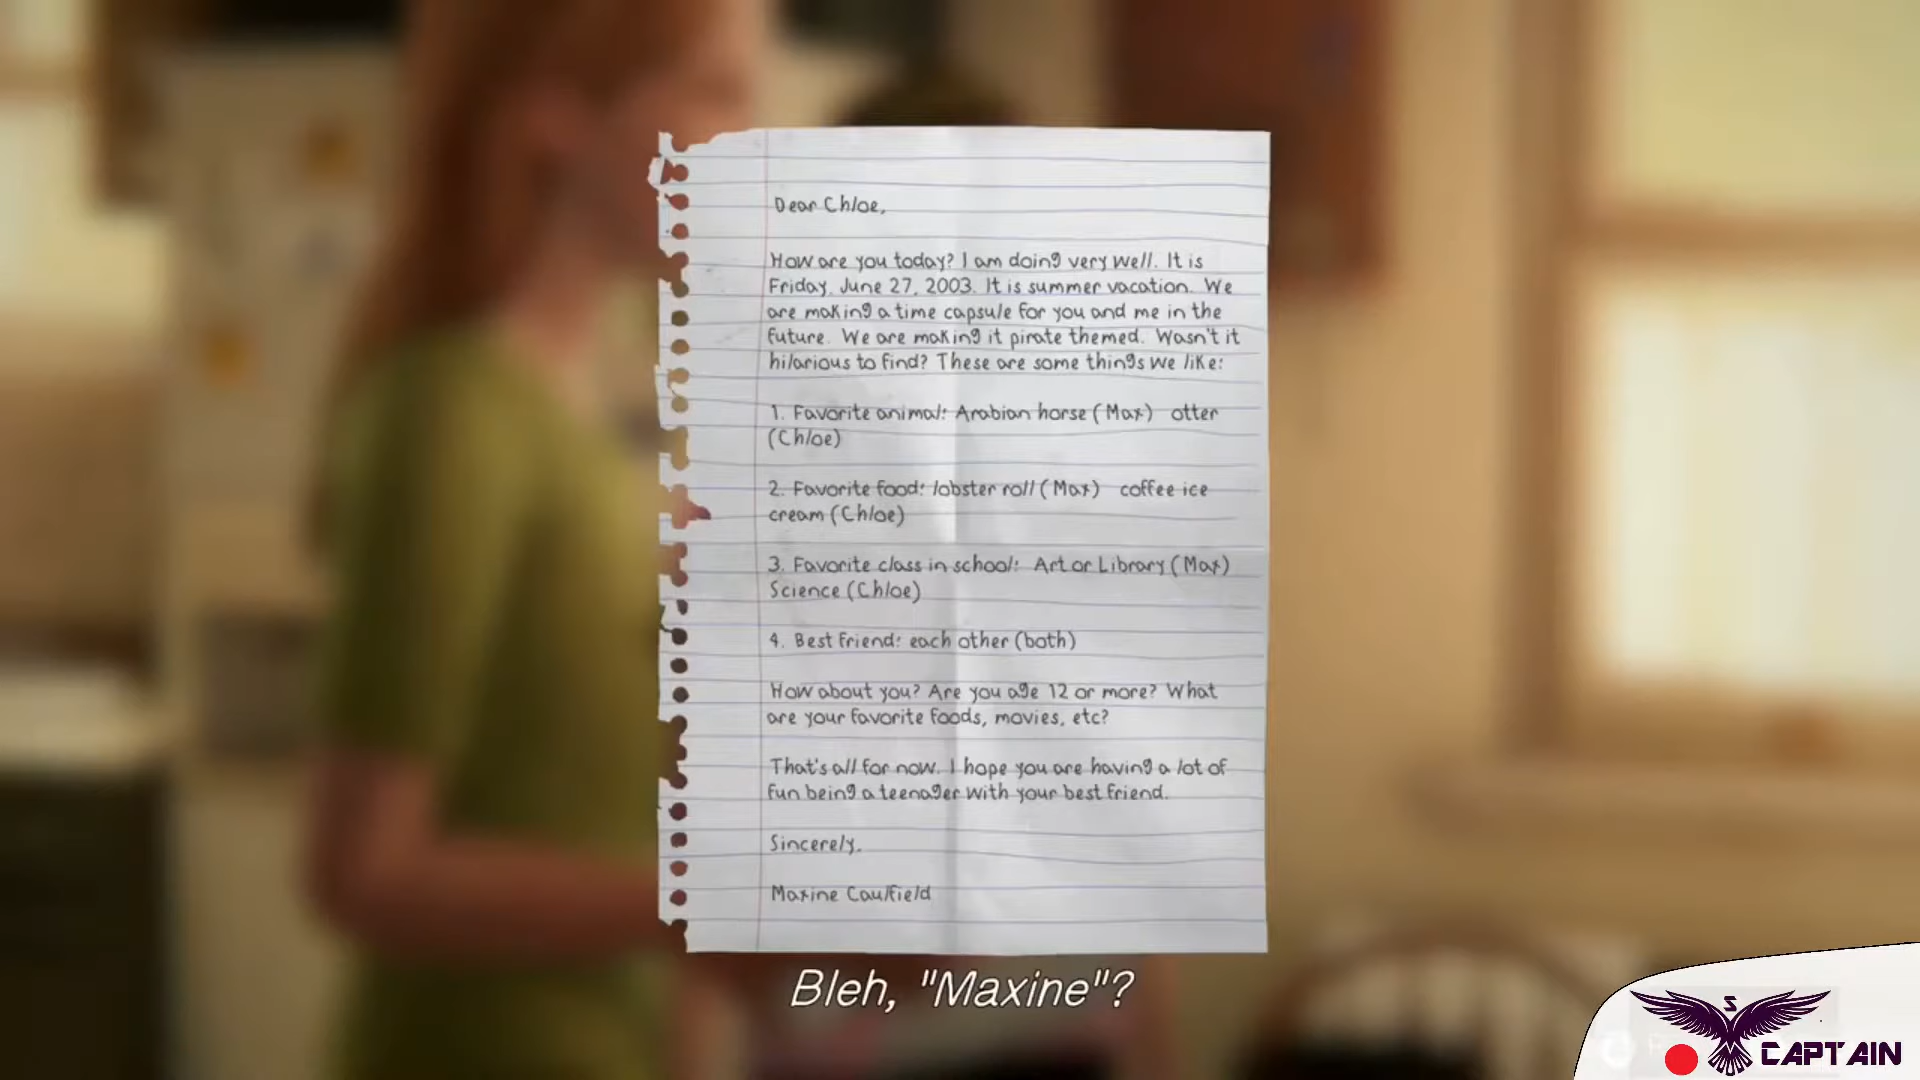 Dear Chloe,
How are you today? I am doing very well. It is
Friday, June 27, 2003. It is summer vacation. We
are making a time capsule for you and me in the
future. We are making it pirate themed. Wasn't it
hilarious to find? These are some things we like:
1. Favorite animal: Arabian horse (Max) otter
(Chloe)
2. Favorite food: lobster roll (Max) coffee ice
cream (Chloe)
3. Favorite class in school: Art or Library (Max)
Science (Chloe)
4. Best friend: each other (both)
How about you? Are you age 12 or more? What
are your favorite foods, movies, etc?
That's all for now. I hope you are having a lot of
fun being a teenager with your best friend.
Sincerely,
Maxine Caulfield
Bleh, "Maxine"?
S
CAPTAIN